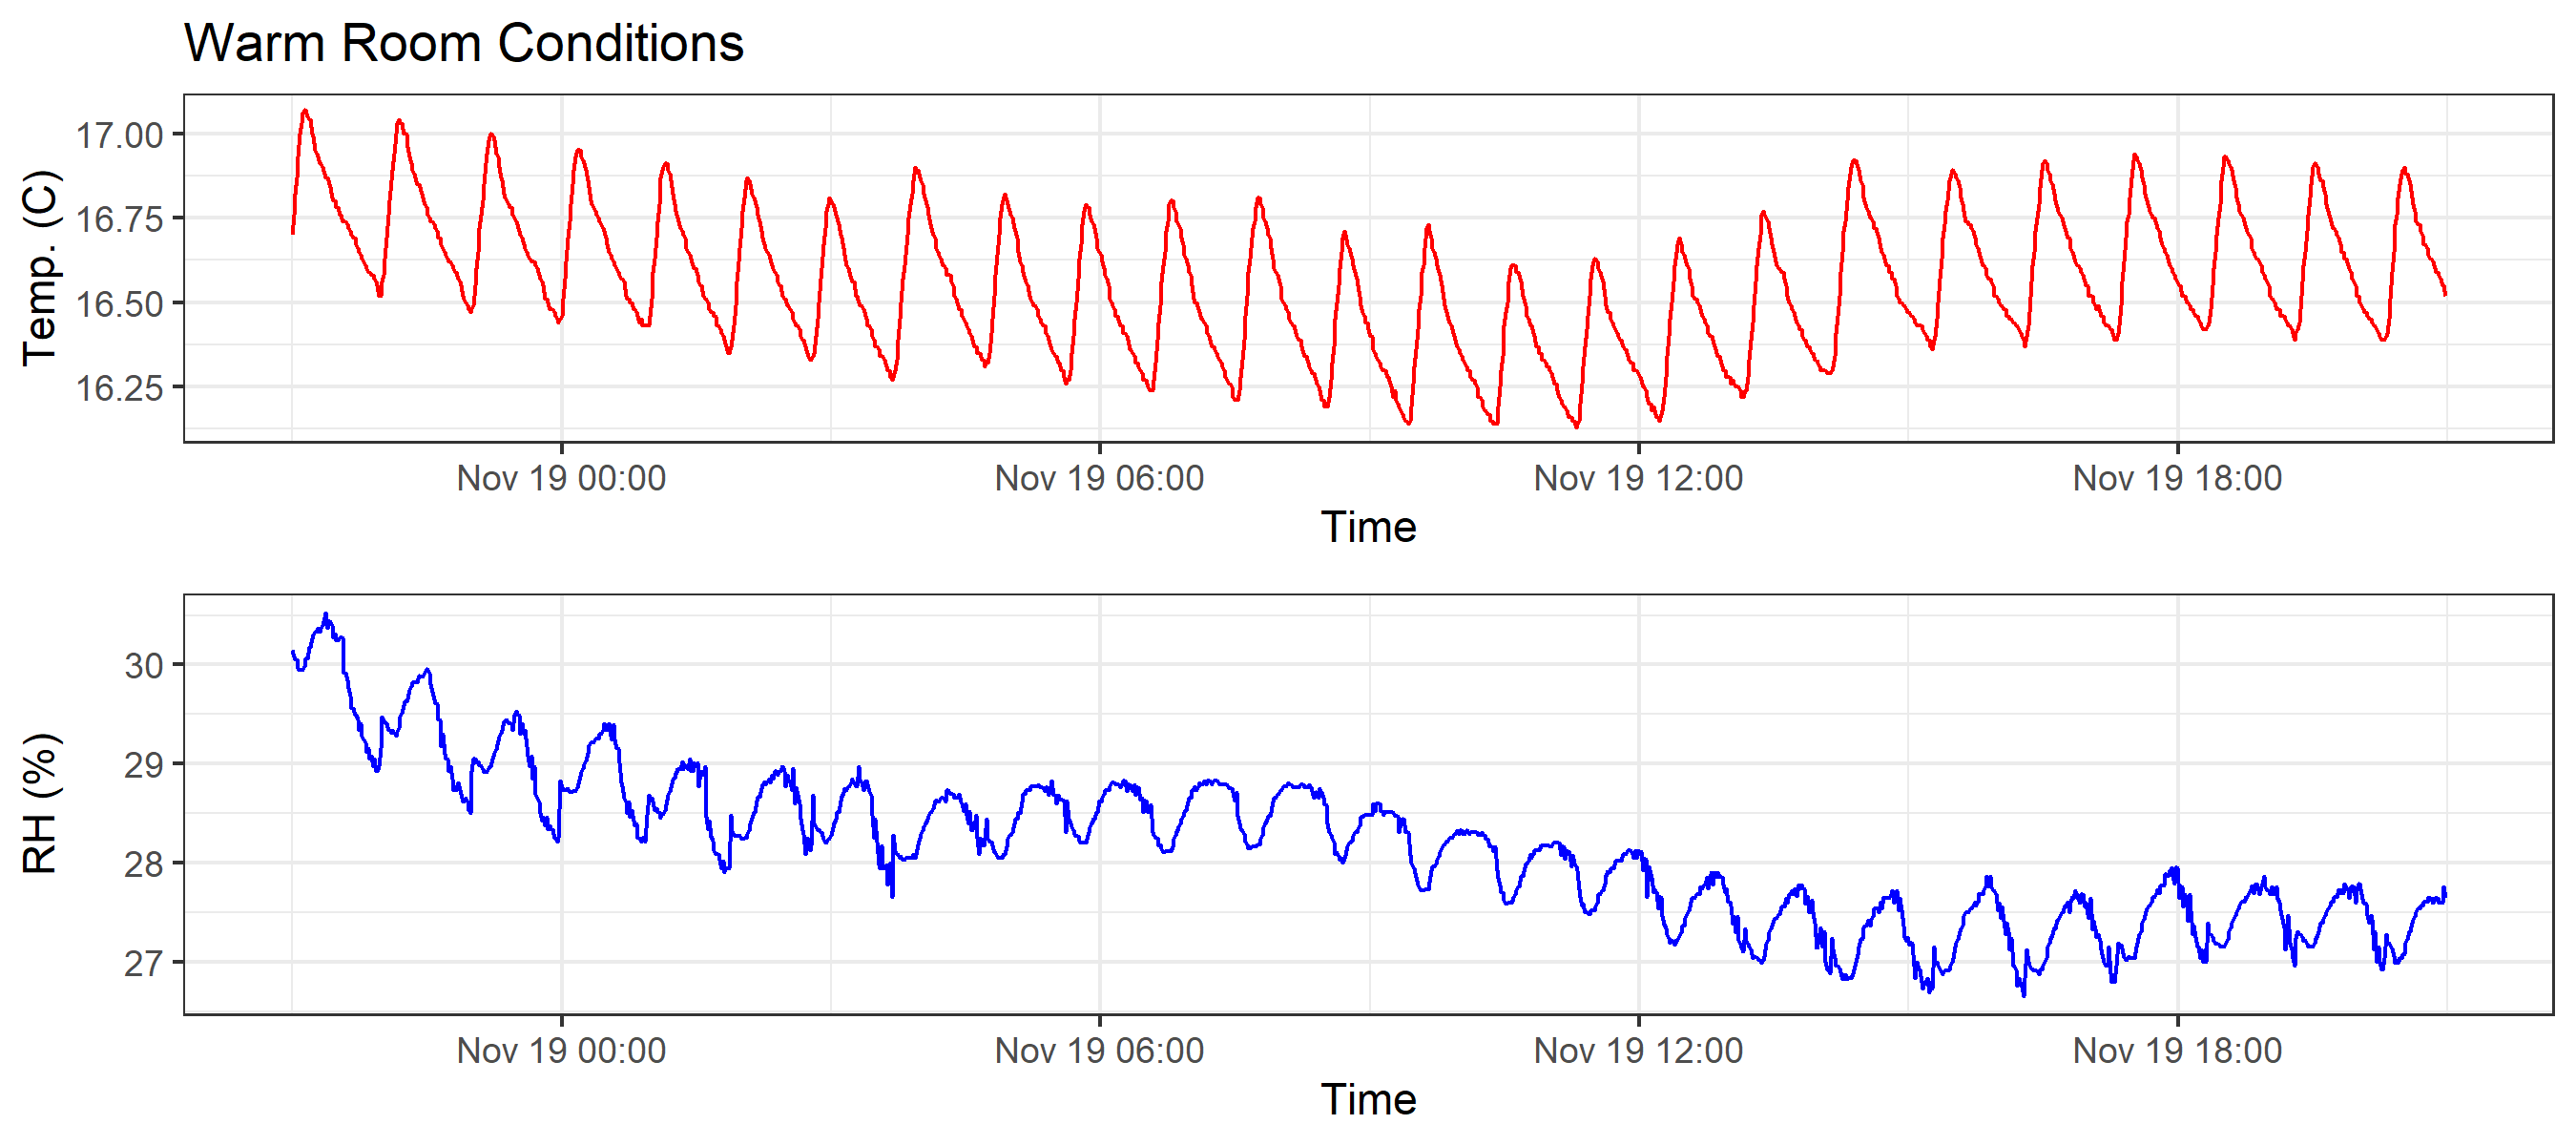 Warm Room Conditions
Temp. (C)
17.00
16.75
16.50
16.25
Nov 19 00:00 Nov 19 06:00 Nov 19 12:00 Nov 19 18:00
Time
RH (%)
30
29
28
27
Nov 19 00:00 Nov 19 06:00 Nov 19 12:00 Nov 19 18:00
Time